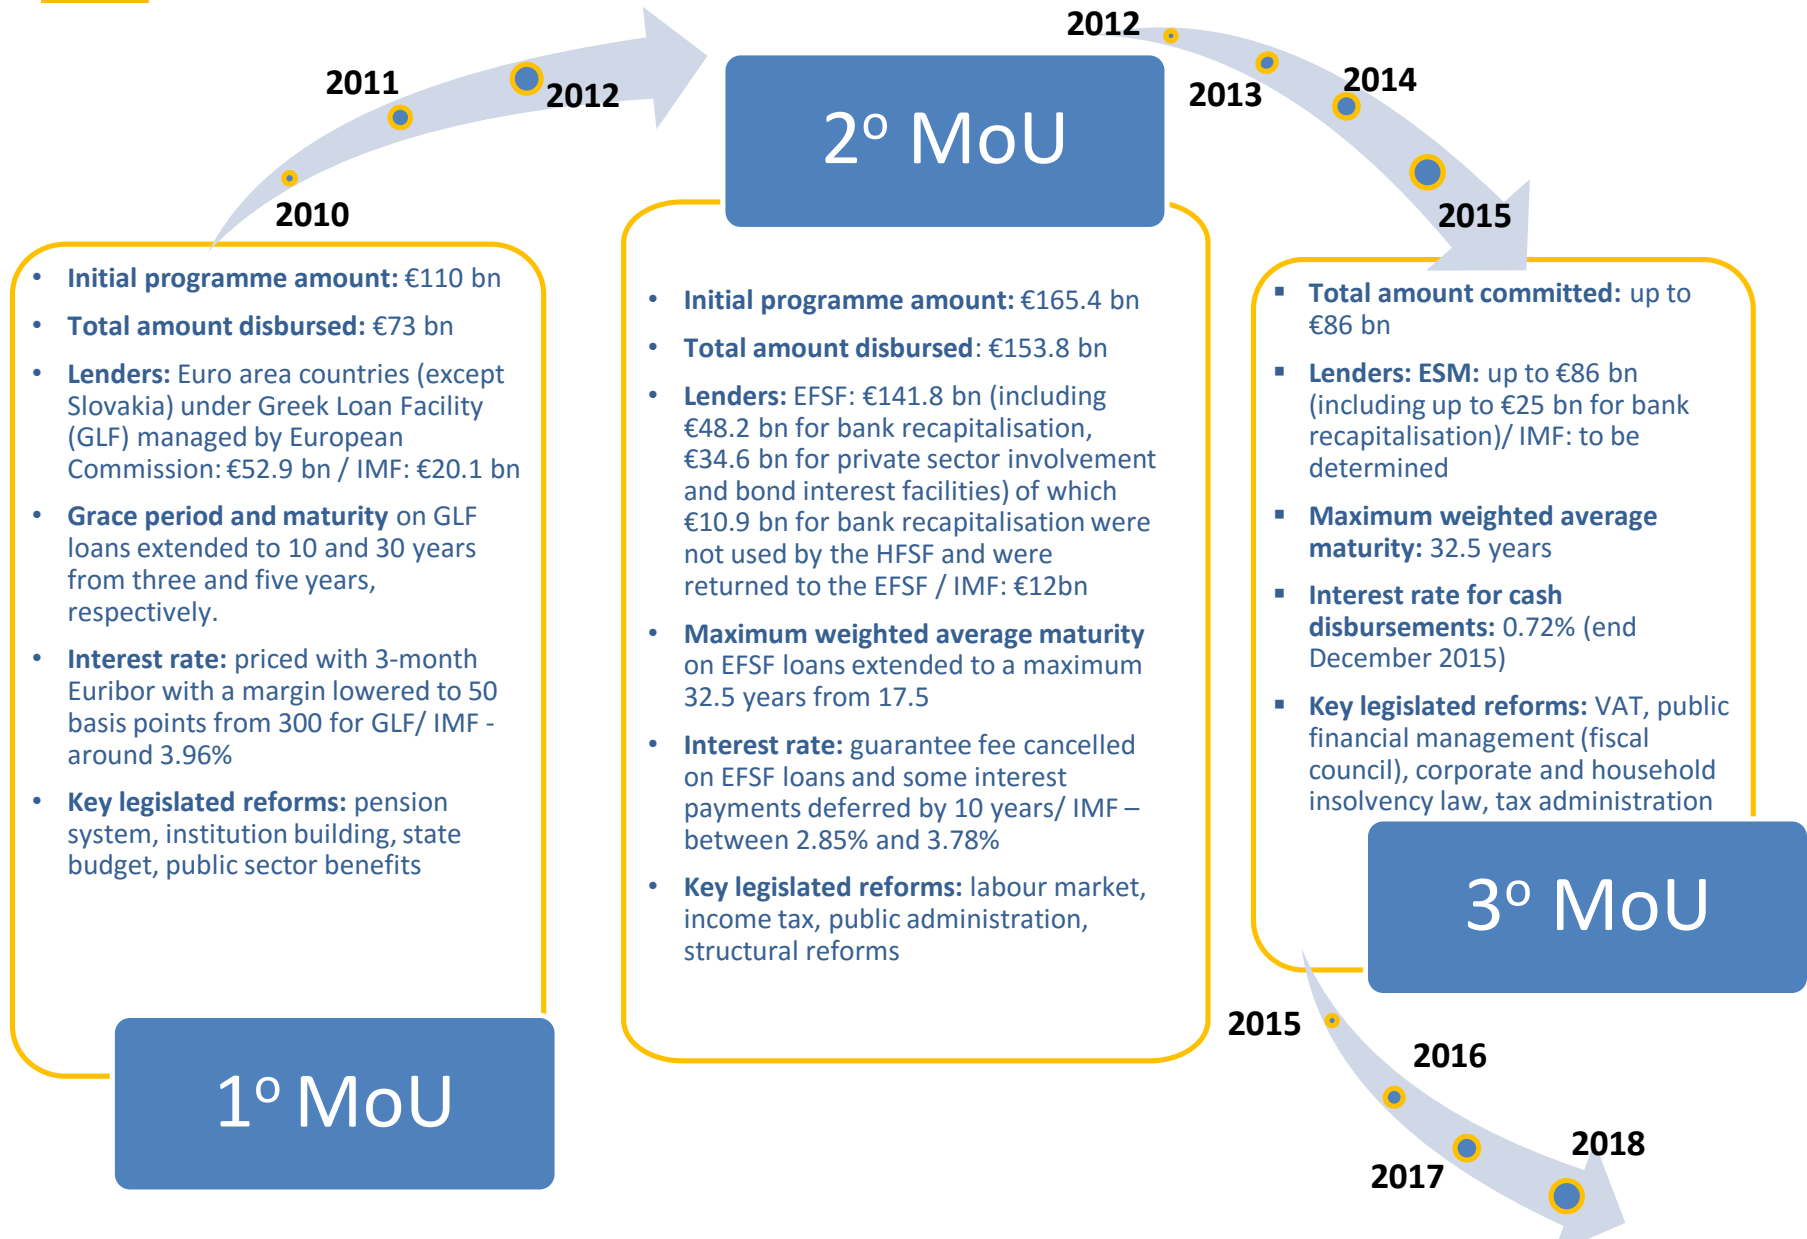 2010
2011
2012
• Initial programme amount: €110 bn
• Total amount disbursed: €73 bn
• Lenders: Euro area countries (except
Slovakia) under Greek Loan Facility
(GLF) managed by European
Commission: €52.9 bn / IMF: €20.1 bn
• Grace period and maturity on GLF
loans extended to 10 and 30 years
from three and five years,
respectively.
• Interest rate: priced with 3-month
Euribor with a margin lowered to 50
basis points from 300 for GLF/ IMF -
around 3.96%
• Key legislated reforms: pension
system, institution building, state
budget, public sector benefits
1º MoU
2º MoU
• Initial programme amount: €165.4 bn
• Total amount disbursed: €153.8 bn
• Lenders: EFSF: €141.8 bn (including
€48.2 bn for bank recapitalisation,
€34.6 bn for private sector involvement
and bond interest facilities) of which
€10.9 bn for bank recapitalisation were
not used by the HFSF and were
returned to the EFSF / IMF: €12bn
• Maximum weighted average maturity
on EFSF loans extended to a maximum
32.5 years from 17.5
• Interest rate: guarantee fee cancelled
on EFSF loans and some interest
payments deferred by 10 years/ IMF –
between 2.85% and 3.78%
• Key legislated reforms: labour market,
income tax, public administration,
structural reforms
2012
2013
2014
2015
▪ Total amount committed: up to
€86 bn
▪ Lenders: ESM: up to €86 bn
(including up to €25 bn for bank
recapitalisation)/ IMF: to be
determined
▪ Maximum weighted average
maturity: 32.5 years
▪ Interest rate for cash
disbursements: 0.72% (end
December 2015)
▪ Key legislated reforms: VAT, public
financial management (fiscal
council), corporate and household
insolvency law, tax administration
3º MoU
2015
2016
2017
2018